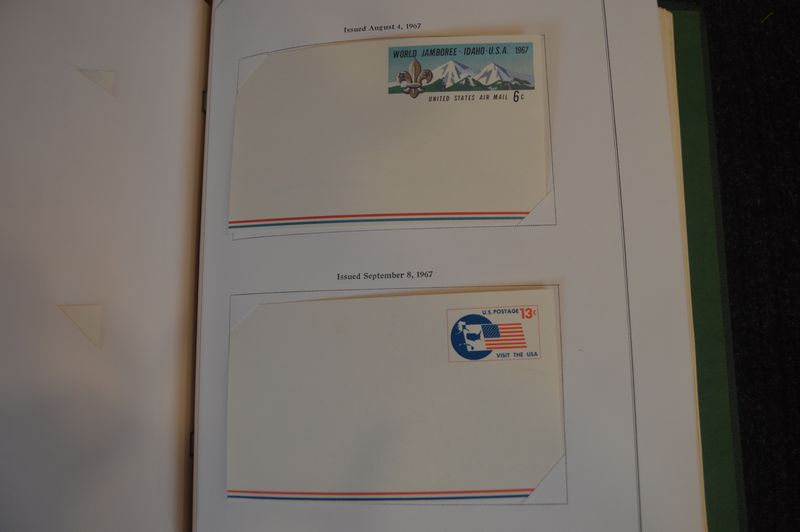 Issued August 4, 1967
WORLD JAMBOREE · IDAHO · U.S.A. 1967
UNITED STATES AIR MAIL 6c
Issued September 8, 1967
U.S. POSTAGE 13c
VISIT THE USA